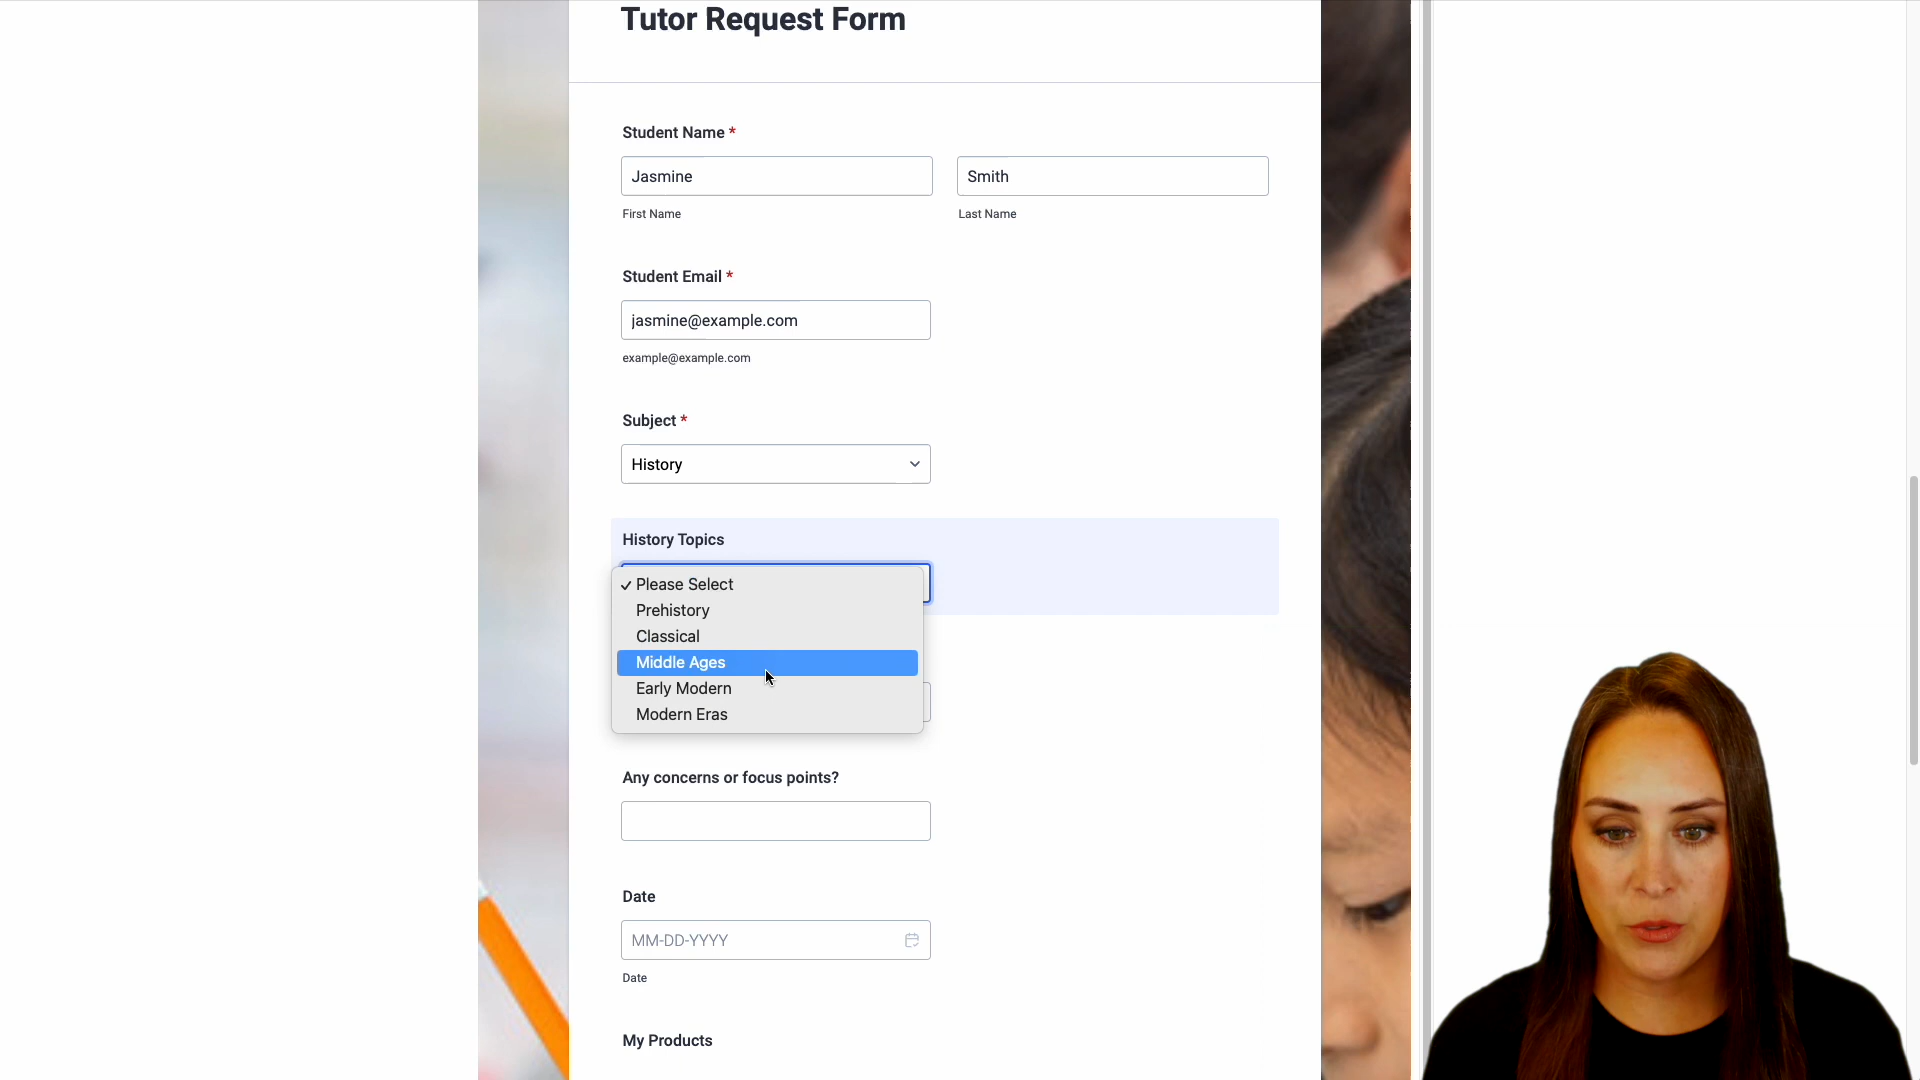 Tutor Request Form
Student Name *
Jasmine
Smith
First Name
Last Name
Student Email *
jasmine@example.com
example@example.com
Subject *
History
History Topics
✓ Please Select
Prehistory
Classical
Middle Ages
Early Modern
Modern Eras
Any concerns or focus points?
Date
MM-DD-YYYY
Date
My Products